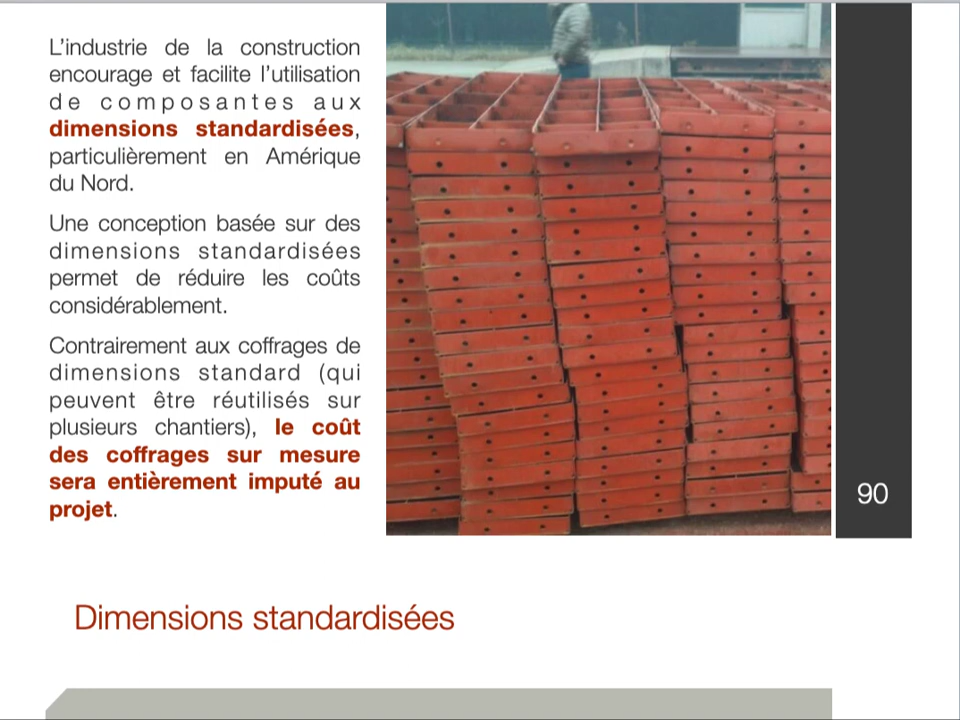 L'industrie de la construction
encourage et facilite l'utilisation
de composantes aux
dimensions standardisées,
particulièrement en Amérique
du Nord.
Une conception basée sur des
dimensions standardisées
permet de réduire les coûts
considérablement.
Contrairement aux coffrages de
dimensions standard (qui
peuvent être réutilisés sur
plusieurs chantiers), le coût
des coffrages sur mesure
sera entièrement imputé au
projet.
90
Dimensions standardisées